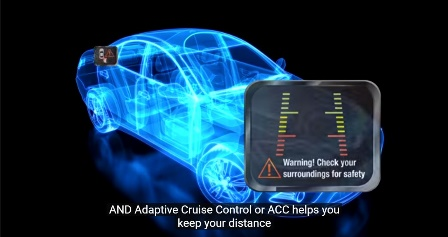 Warning! Check your
surroundings for safety
AND Adaptive Cruise Control or ACC helps you
keep your distance